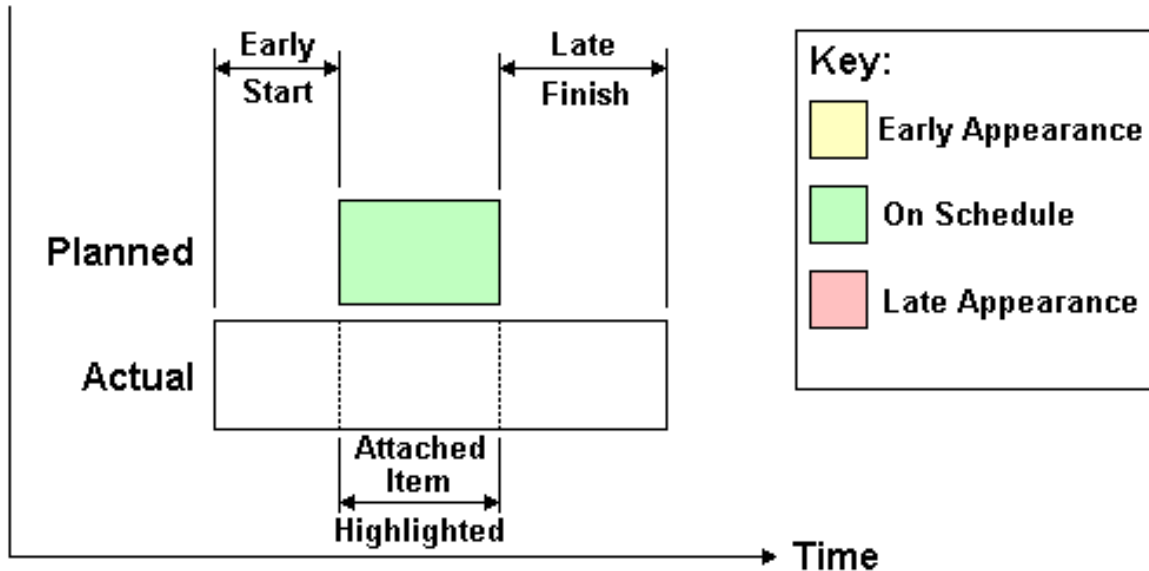 Early
Start
Late
Finish
Planned
Actual
Attached
Item
Highlighted
Time
Key:
Early Appearance
On Schedule
Late Appearance